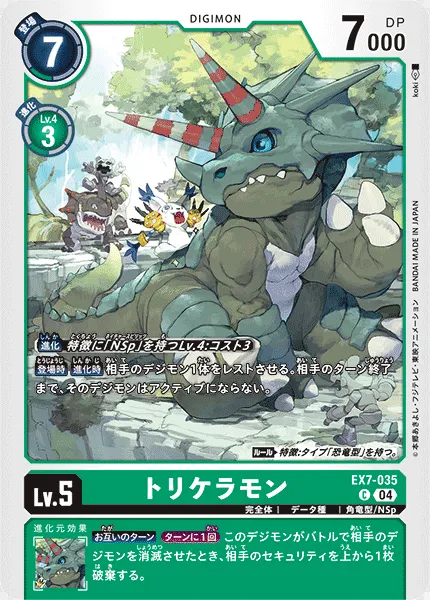 DIGIMON
登場
7
7000
DP
進化
Lv.4
3
koki
BANDAI MADE IN JAPAN
©本郷あきよし・フジテレビ・東映アニメーション
進化 特徴に「NSp」を持つLv.4:コスト3
登場時 進化時 相手のデジモン1体をレストさせる。相手のターン終了
まで、そのデジモンはアクティブにならない。
ルール 特徴:タイプ「恐竜型」を持つ。
Lv.5
トリケラモン
EX7-035
C 04
完全体 | データ種 | 角竜型/NSp
進化元効果
お互いのターン ターンに1回 このデジモンがバトルで相手のデ
ジモンを消滅させたとき、相手のセキュリティを上から1枚
破棄する。